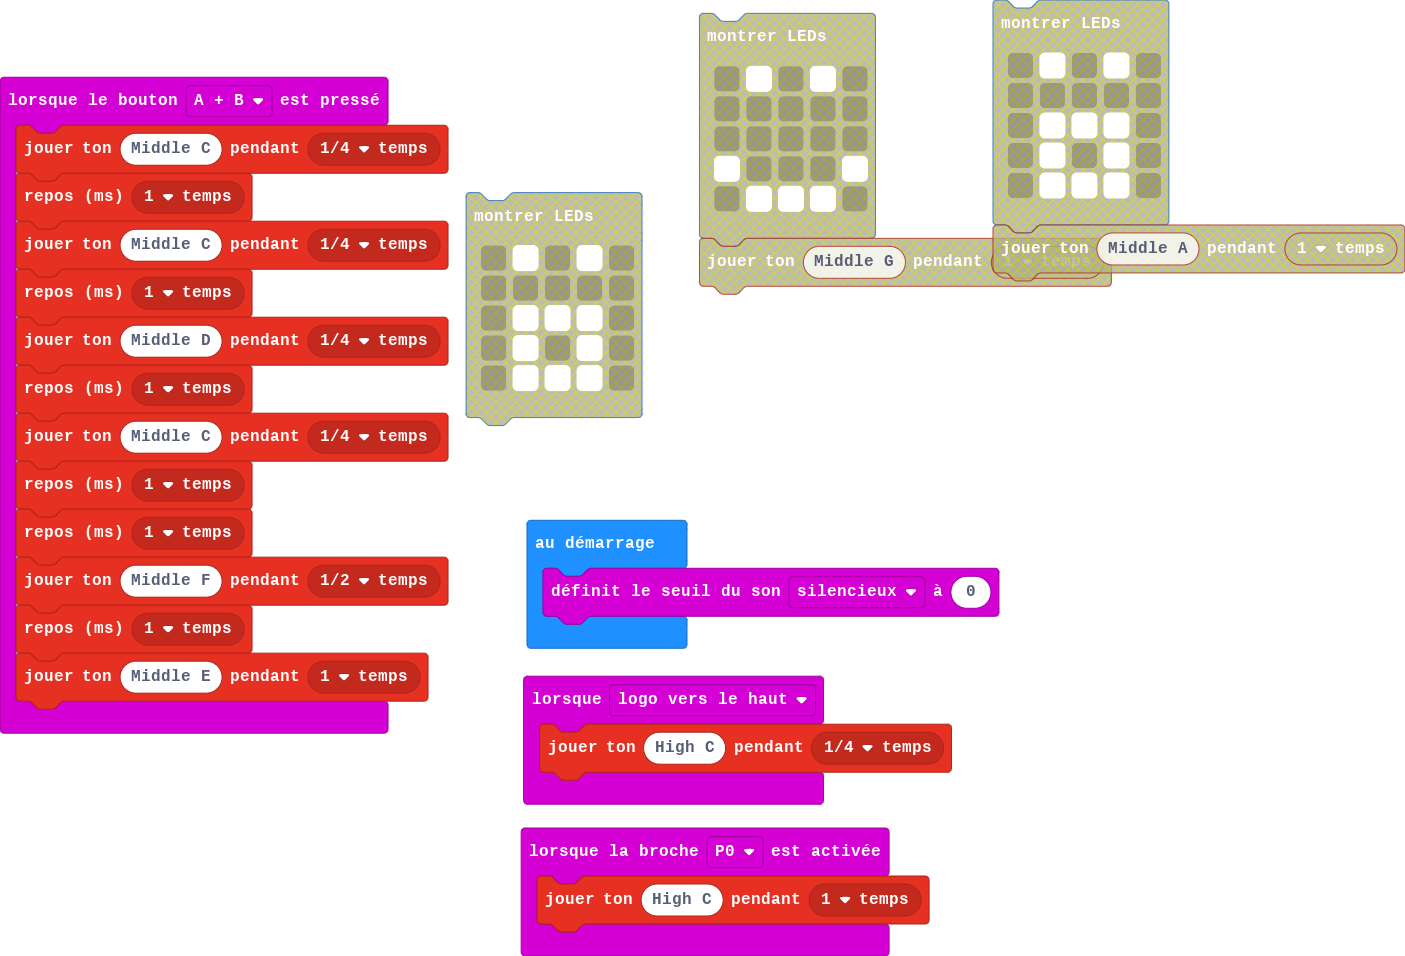 lorsque le bouton A + B est pressé
jouer ton Middle C pendant 1/4 temps
repos (ms) 1 temps
jouer ton Middle C pendant 1/4 temps
repos (ms) 1 temps
jouer ton Middle D pendant 1/4 temps
repos (ms) 1 temps
jouer ton Middle C pendant 1/4 temps
repos (ms) 1 temps
repos (ms) 1 temps
jouer ton Middle F pendant 1/2 temps
repos (ms) 1 temps
jouer ton Middle E pendant 1 temps
montrer LEDs
montrer LEDs
jouer ton Middle G pendant 1 temps
montrer LEDs
jouer ton Middle A pendant 1 temps
au démarrage
définit le seuil du son silencieux à 0
lorsque logo vers le haut
jouer ton High C pendant 1/4 temps
lorsque la broche P0 est activée
jouer ton High C pendant 1 temps